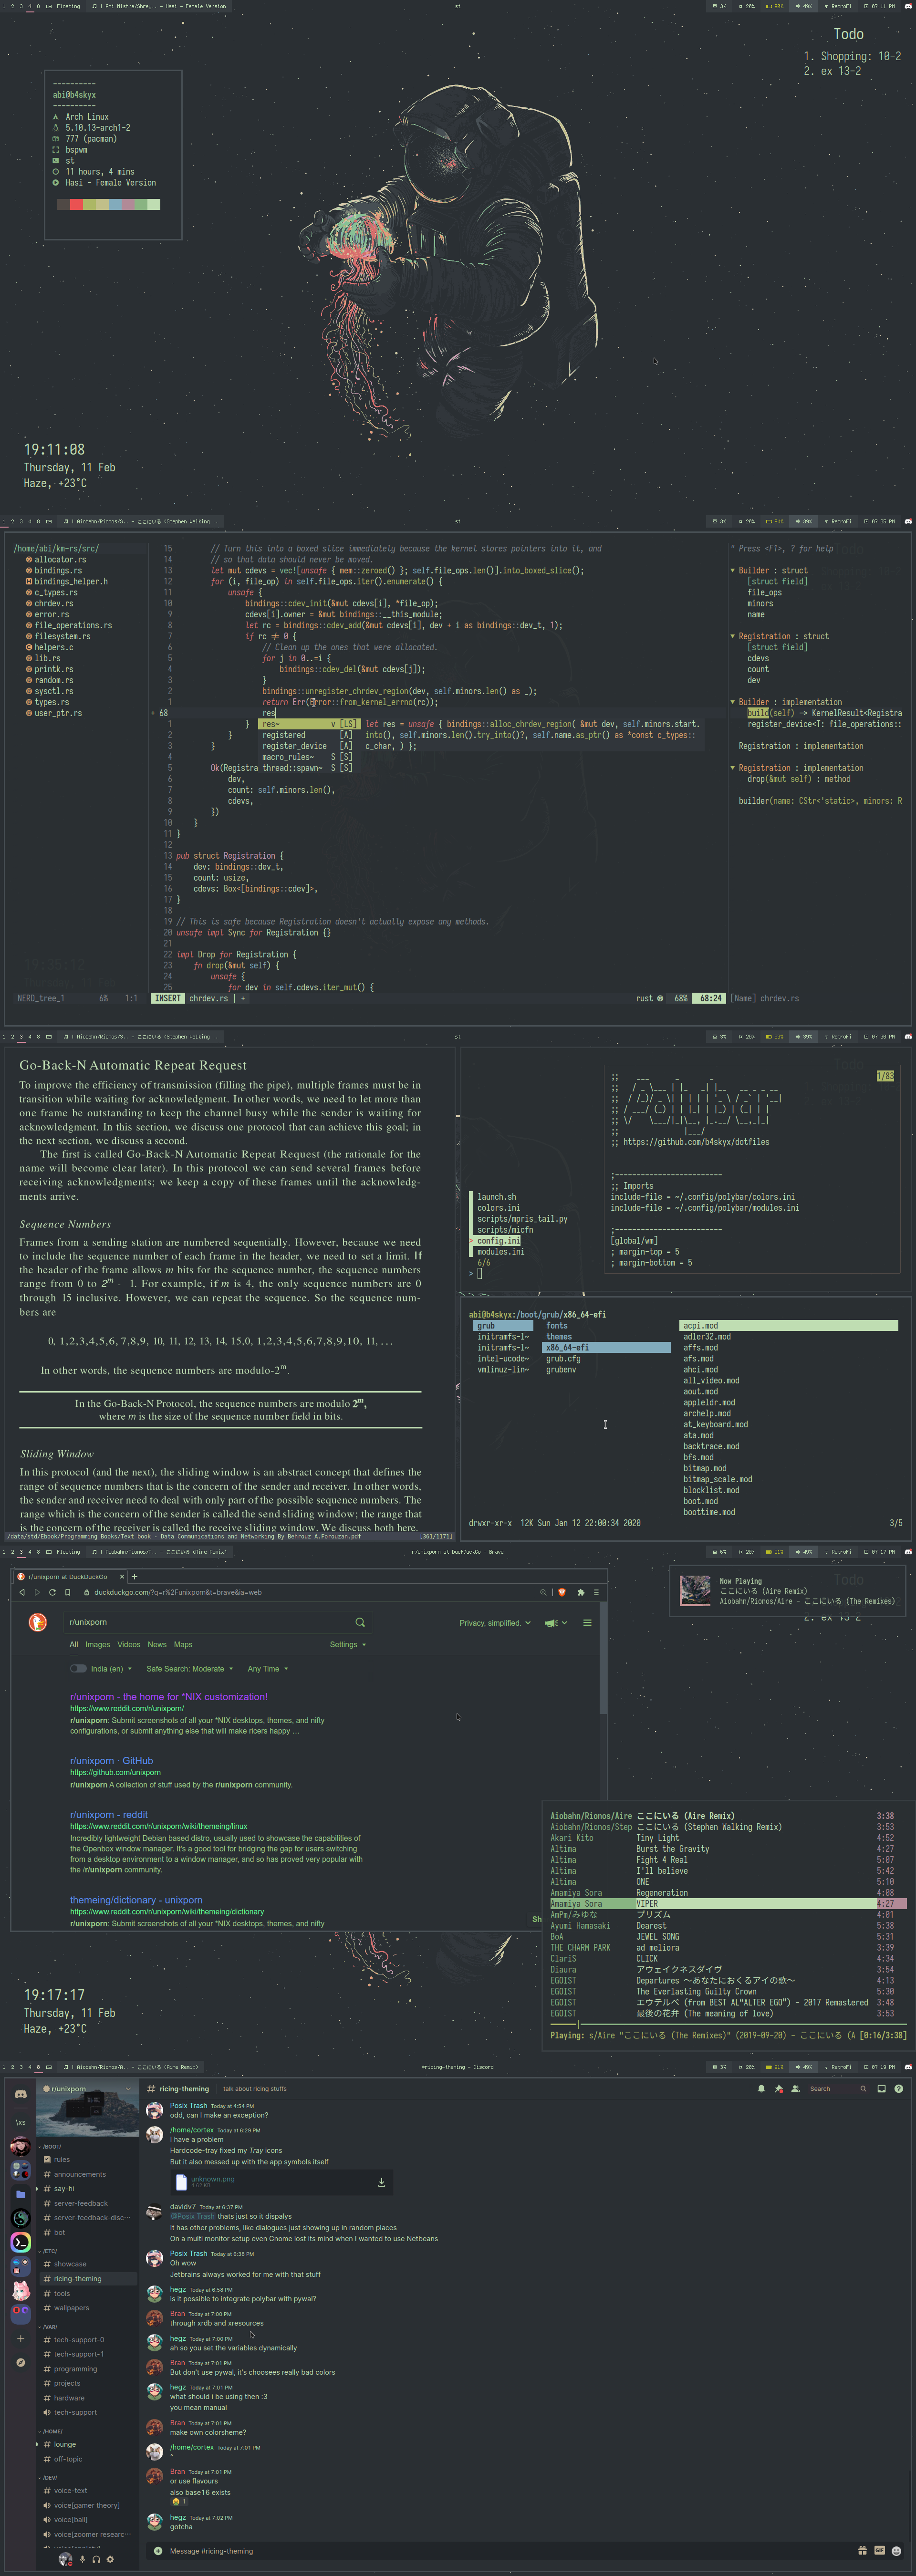 1 2 3 4 8 Floating ♫ | Ami Mishra/Shrey.. - Hasi - Female Version
st
3% 20% 98% 49% RetroFi 07:11 PM
Todo
1. Shopping: 10-2
2. ex 13-2
----------
abi@b4skyx
----------
Arch Linux
5.10.13-arch1-2
777 (pacman)
bspwm
st
11 hours, 4 mins
Hasi - Female Version
19:11:08
Thursday, 11 Feb
Haze, +23°C
1 2 3 4 8 ♫ | Aiobahn/Rionos/S.. - ここにいる (Stephen Walking ..
st
3% 20% 94% 39% RetroFi 07:35 PM
/home/abi/km-rs/src/
allocator.rs
bindings.rs
bindings_helper.h
c_types.rs
chrdev.rs
error.rs
file_operations.rs
filesystem.rs
helpers.c
lib.rs
printk.rs
random.rs
sysctl.rs
types.rs
user_ptr.rs
15 // Turn this into a boxed slice immediately because the kernel stores pointers into it, and
14 // so that data should never be moved.
13 let mut cdevs = vec![unsafe { mem::zeroed() }; self.file_ops.len()].into_boxed_slice();
12 for (i, file_op) in self.file_ops.iter().enumerate() {
11 unsafe {
10 bindings::cdev_init(&mut cdevs[i], *file_op);
9 cdevs[i].owner = &mut bindings::__this_module;
8 let rc = bindings::cdev_add(&mut cdevs[i], dev + i as bindings::dev_t, 1);
7 if rc ≠ 0 {
6 // Clean up the ones that were allocated.
5 for j in 0..=i {
4 bindings::cdev_del(&mut cdevs[j]);
3 }
2 bindings::unregister_chrdev_region(dev, self.minors.len() as _);
1 return Err(Error::from_kernel_errno(rc));
+ 68 res
1 } res~ v [LS] let res = unsafe { bindings::alloc_chrdev_region( &mut dev, self.minors.start.
2 } registered [A] into(), self.minors.len().try_into()?, self.name.as_ptr() as *const c_types::
3 } register_device [A] c_char, ) };
4 macro_rules~ S [S]
5 Ok(Registra thread::spawn~ S [S]
6 dev,
7 count: self.minors.len(),
8 cdevs,
9 })
10 }
11 }
12
13 pub struct Registration {
14 dev: bindings::dev_t,
15 count: usize,
16 cdevs: Box<[bindings::cdev]>,
17 }
18
19 // This is safe because Registration doesn't actually expose any methods.
20 unsafe impl Sync for Registration {}
21
22 impl Drop for Registration {
23 fn drop(&mut self) {
24 unsafe {
25 for dev in self.cdevs.iter_mut() {
" Press <F1>, ? for help
▼ Builder : struct
[struct field]
file_ops
minors
name
▼ Registration : struct
[struct field]
cdevs
count
dev
▼ Builder : implementation
build(self) → KernelResult<Registra
register_device<T: file_operations::
Registration : implementation
▼ Registration : implementation
drop(&mut self) : method
builder(name: CStr<'static>, minors: R
NERD_tree_1 6% 1:1
INSERT chrdev.rs | +
rust 68% 68:24
[Name] chrdev.rs
1 2 3 4 8 ♫ | Aiobahn/Rionos/S.. - ここにいる (Stephen Walking ..
st
3% 20% 93% 39% RetroFi 07:38 PM
Go-Back-N Automatic Repeat Request
To improve the efficiency of transmission (filling the pipe), multiple frames must be in
transition while waiting for acknowledgment. In other words, we need to let more than
one frame be outstanding to keep the channel busy while the sender is waiting for
acknowledgment. In this section, we discuss one protocol that can achieve this goal; in
the next section, we discuss a second.
The first is called Go-Back-N Automatic Repeat Request (the rationale for the
name will become clear later). In this protocol we can send several frames before
receiving acknowledgments; we keep a copy of these frames until the acknowledg-
ments arrive.
Sequence Numbers
Frames from a sending station are numbered sequentially. However, because we need
to include the sequence number of each frame in the header, we need to set a limit. If
the header of the frame allows m bits for the sequence number, the sequence numbers
range from 0 to 2^m - 1. For example, if m is 4, the only sequence numbers are 0
through 15 inclusive. However, we can repeat the sequence. So the sequence num-
bers are
0, 1,2,3,4,5,6, 7,8,9, 10, 11, 12, 13, 14, 15,0, 1,2,3,4,5,6,7,8,9,10, 11, . . .
In other words, the sequence numbers are modulo-2^m.
In the Go-Back-N Protocol, the sequence numbers are modulo 2^m,
where m is the size of the sequence number field in bits.
Sliding Window
In this protocol (and the next), the sliding window is an abstract concept that defines the
range of sequence numbers that is the concern of the sender and receiver. In other words,
the sender and receiver need to deal with only part of the possible sequence numbers. The
range which is the concern of the sender is called the send sliding window; the range that
is the concern of the receiver is called the receive sliding window. We discuss both here.
/data/std/Ebook/Programming Books/Text book - Data Communications and Networking By Behrouz A.Forouzan.pdf [361/1171]
1/83
;; https://github.com/b4skyx/dotfiles
;-------------------------
;; Imports
include-file = ~/.config/polybar/colors.ini
include-file = ~/.config/polybar/modules.ini
;-------------------------
[global/wm]
; margin-top = 5
; margin-bottom = 5
launch.sh
colors.ini
scripts/mpris_tail.py
scripts/micfn
> config.ini
modules.ini
6/6
>
abi@b4skyx:/boot/grub/x86_64-efi
grub fonts acpi.mod
initramfs-l~ themes adler32.mod
initramfs-l~ x86_64-efi affs.mod
intel-ucode~ grub.cfg afs.mod
vmlinuz-lin~ grubenv ahci.mod
all_video.mod
aout.mod
appleldr.mod
archelp.mod
at_keyboard.mod
ata.mod
backtrace.mod
bfs.mod
bitmap.mod
bitmap_scale.mod
blocklist.mod
boot.mod
boottime.mod
drwxr-xr-x 12K Sun Jan 12 22:00:34 2020 3/5
1 2 3 4 8 Floating ♫ | Aiobahn/Rionos/A.. - ここにいる (Aire Remix)
r/unixporn at DuckDuckGo - Brave
6% 20% 91% 49% RetroFi 07:17 PM
r/unixporn at DuckDuckGo × +
duckduckgo.com/?q=r%2Funixporn&t=brave&ia=web
r/unixporn
Privacy, simplified.
All Images Videos News Maps Settings
India (en) Safe Search: Moderate Any Time
r/unixporn - the home for *NIX customization!
https://www.reddit.com/r/unixporn/
r/unixporn: Submit screenshots of all your *NIX desktops, themes, and nifty
configurations, or submit anything else that will make ricers happy ...
r/unixporn · GitHub
https://github.com/unixporn
r/unixporn A collection of stuff used by the r/unixporn community.
r/unixporn - reddit
https://www.reddit.com/r/unixporn/wiki/themeing/linux
Incredibly lightweight Debian based distro, usually used to showcase the capabilities of
the Openbox window manager. It's a good tool for bridging the gap for users switching
from a desktop environment to a window manager, and so has proved very popular with
the /r/unixporn community.
themeing/dictionary - unixporn
https://www.reddit.com/r/unixporn/wiki/themeing/dictionary
r/unixporn: Submit screenshots of all your *NIX desktops, themes, and nifty
Sh
Now Playing
ここにいる (Aire Remix)
Aiobahn/Rionos/Aire - ここにいる (The Remixes)
Todo
2. ex 13-2
Aiobahn/Rionos/Aire ここにいる (Aire Remix) 3:38
Aiobahn/Rionos/Step ここにいる (Stephen Walking Remix) 3:53
Akari Kito Tiny Light 4:52
Altima Burst the Gravity 4:27
Altima Fight 4 Real 5:07
Altima I'll believe 5:42
Altima ONE 5:10
Amamiya Sora Regeneration 4:08
Amamiya Sora VIPER 4:27
AmPm/みゆな プリズム 4:01
Ayumi Hamasaki Dearest 5:38
BoA JEWEL SONG 5:31
THE CHARM PARK ad meliora 3:39
ClariS CLICK 4:34
Diaura アウェイクネスダイヴ 3:54
EGOIST Departures 〜あなたにおくるアイの歌〜 4:13
EGOIST The Everlasting Guilty Crown 5:30
EGOIST エウテルペ (from BEST AL"ALTER EGO") - 2017 Remastered 3:48
EGOIST 最後の花弁 (The meaning of love) 3:53
Playing: s/Aire "ここにいる (The Remixes)" (2019-09-20) - ここにいる (A [0:16/3:38]
19:17:17
Thursday, 11 Feb
Haze, +23°C
1 2 3 4 8 ♫ | Aiobahn/Rionos/A.. - ここにいる (Aire Remix)
#ricing-theming - Discord
3% 20% 91% 49% RetroFi 07:19 PM
r/unixporn
# ricing-theming talk about ricing stuffs
Search
\xs
/BOOT/
rules
announcements
say-hi
server-feedback
server-feedback-disc···
bot
/ETC/
showcase
ricing-theming
tools
wallpapers
/VAR/
tech-support-0
tech-support-1
programming
projects
hardware
tech-support
/HOME/
lounge
off-topic
/DEV/
voice-text
voice[gamer theory]
voice[ball]
voice[zoomer researc···
Posix Trash Today at 4:54 PM
odd, can I make an exception?
/home/cortex Today at 6:29 PM
I have a problem
Hardcode-tray fixed my Tray icons
But it also messed up with the app symbols itself
unknown.png
4.62 KB
davidv7 Today at 6:37 PM
@Posix Trash thats just so it dispalys
It has other problems, like dialogues just showing up in random places
On a multi monitor setup even Gnome lost its mind when I wanted to use Netbeans
Posix Trash Today at 6:38 PM
Oh wow
Jetbrains always worked for me with that stuff
hegz Today at 6:58 PM
is it possible to integrate polybar with pywal?
Bran Today at 7:00 PM
through xrdb and xresources
hegz Today at 7:00 PM
ah so you set the variables dynamically
Bran Today at 7:01 PM
But don't use pywal, it's choosees really bad colors
hegz Today at 7:01 PM
what should i be using then :3
you mean manual
Bran Today at 7:01 PM
make own colorsheme?
/home/cortex Today at 7:01 PM
^
Bran Today at 7:01 PM
or use flavours
also base16 exists
1
hegz Today at 7:02 PM
gotcha
Message #ricing-theming
GIF